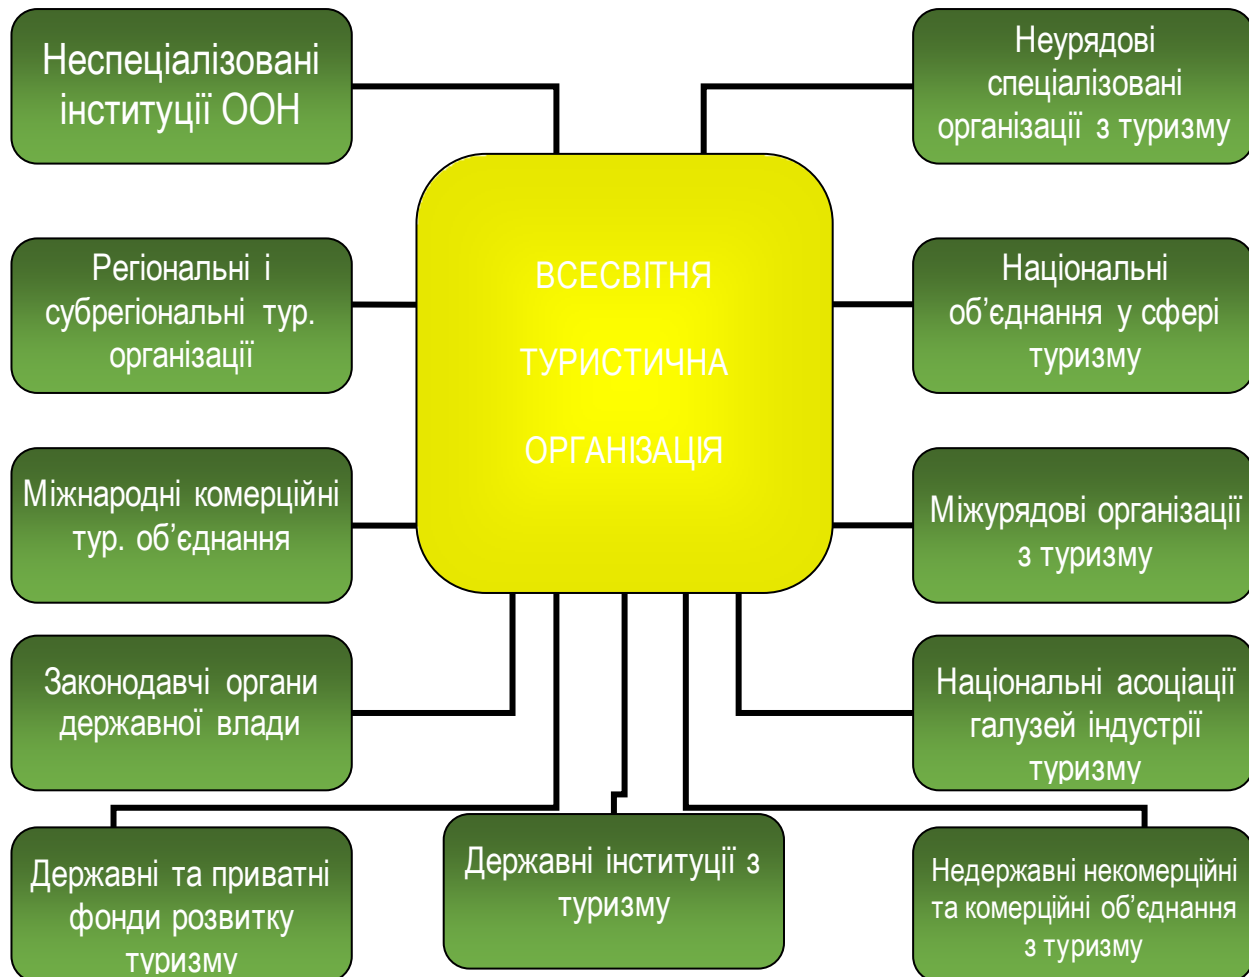 Неспеціалізовані
інституції ООН
Неурядові
спеціалізовані
організації з туризму
Регіональні і
субрегіональні тур.
організації
ВСЕСВІТНЯ
ТУРИСТИЧНА
ОРГАНІЗАЦІЯ
Національні
об’єднання у сфері
туризму
Міжнародні комерційні
тур. об’єднання
Міжурядові організації
з туризму
Законодавчі органи
державної влади
Національні асоціації
галузей індустрії
туризму
Державні та приватні
фонди розвитку
туризму
Державні інституції з
туризму
Недержавні некомерційні
та комерційні об’єднання
з туризму